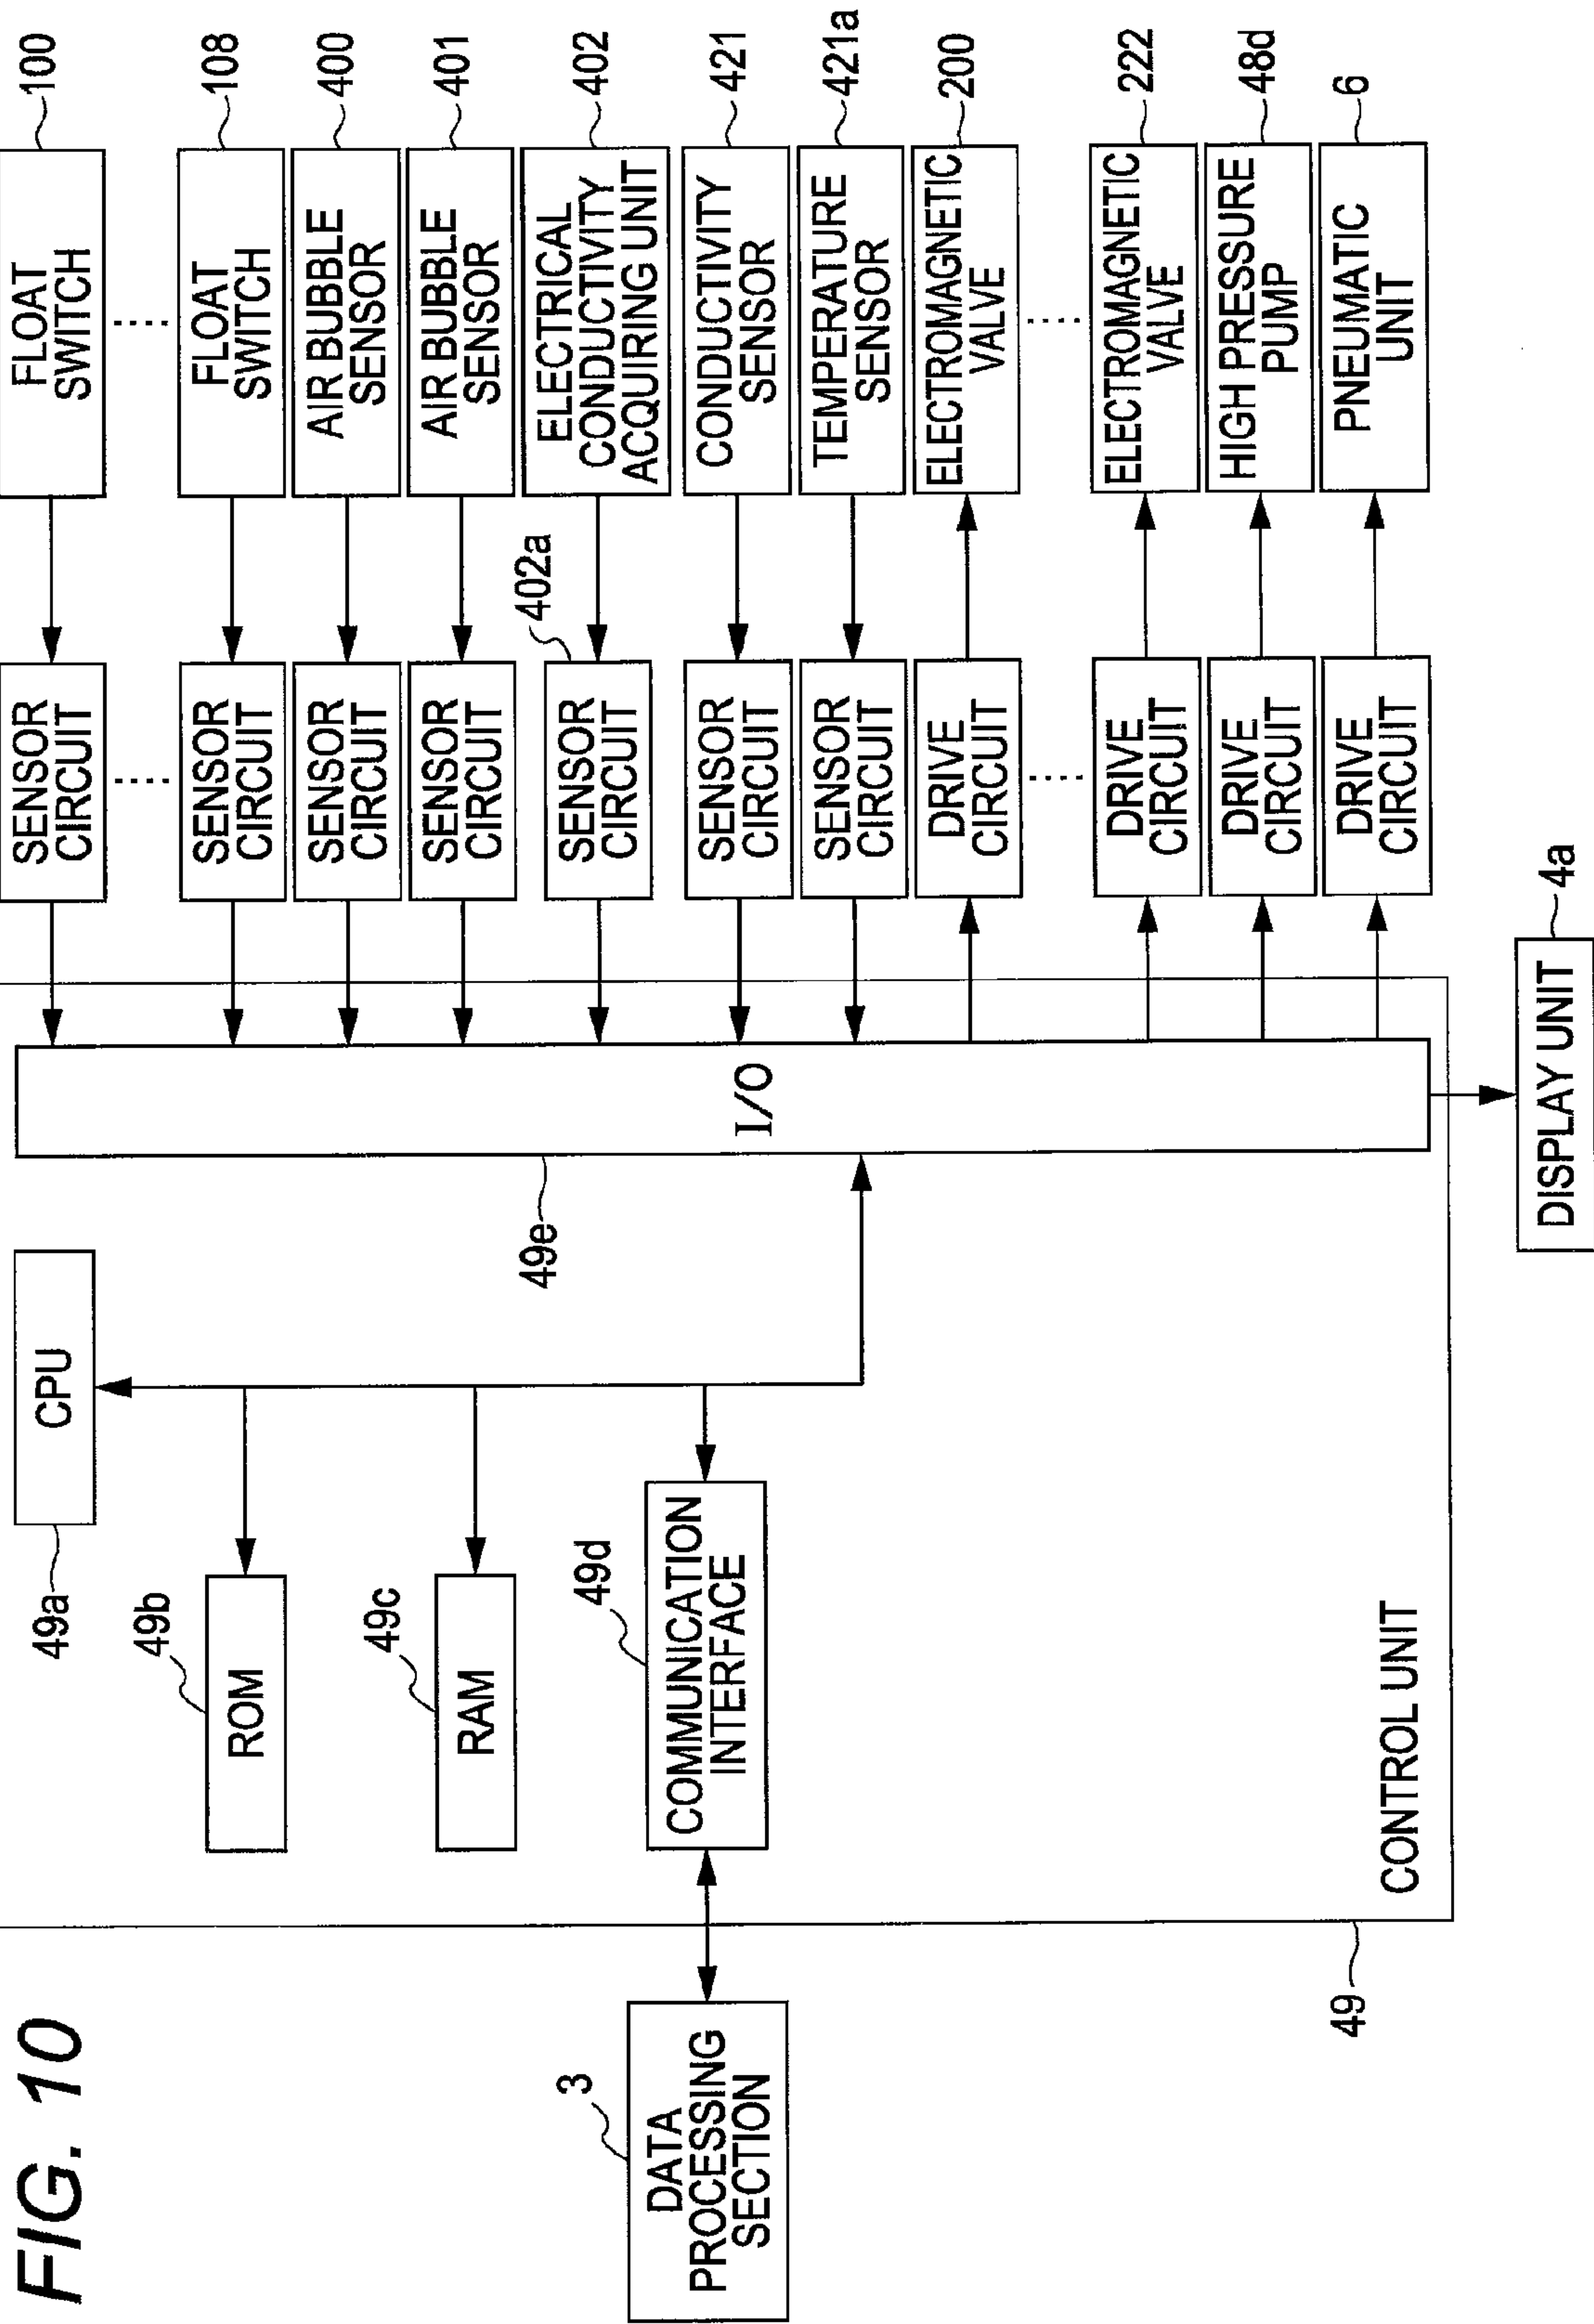 FIG. 10
3
DATA
PROCESSING
SECTION
49
CONTROL UNIT
49a
CPU
49b
ROM
49c
RAM
49d
COMMUNICATION
INTERFACE
49e
I/O
4a
DISPLAY UNIT
SENSOR
CIRCUIT
FLOAT
SWITCH
100
SENSOR
CIRCUIT
FLOAT
SWITCH
108
SENSOR
CIRCUIT
AIR BUBBLE
SENSOR
400
SENSOR
CIRCUIT
AIR BUBBLE
SENSOR
401
402a
SENSOR
CIRCUIT
ELECTRICAL
CONDUCTIVITY
ACQUIRING UNIT
402
SENSOR
CIRCUIT
CONDUCTIVITY
SENSOR
421
SENSOR
CIRCUIT
TEMPERATURE
SENSOR
421a
DRIVE
CIRCUIT
ELECTROMAGNETIC
VALVE
200
DRIVE
CIRCUIT
ELECTROMAGNETIC
VALVE
222
DRIVE
CIRCUIT
HIGH PRESSURE
PUMP
48d
DRIVE
CIRCUIT
PNEUMATIC
UNIT
6